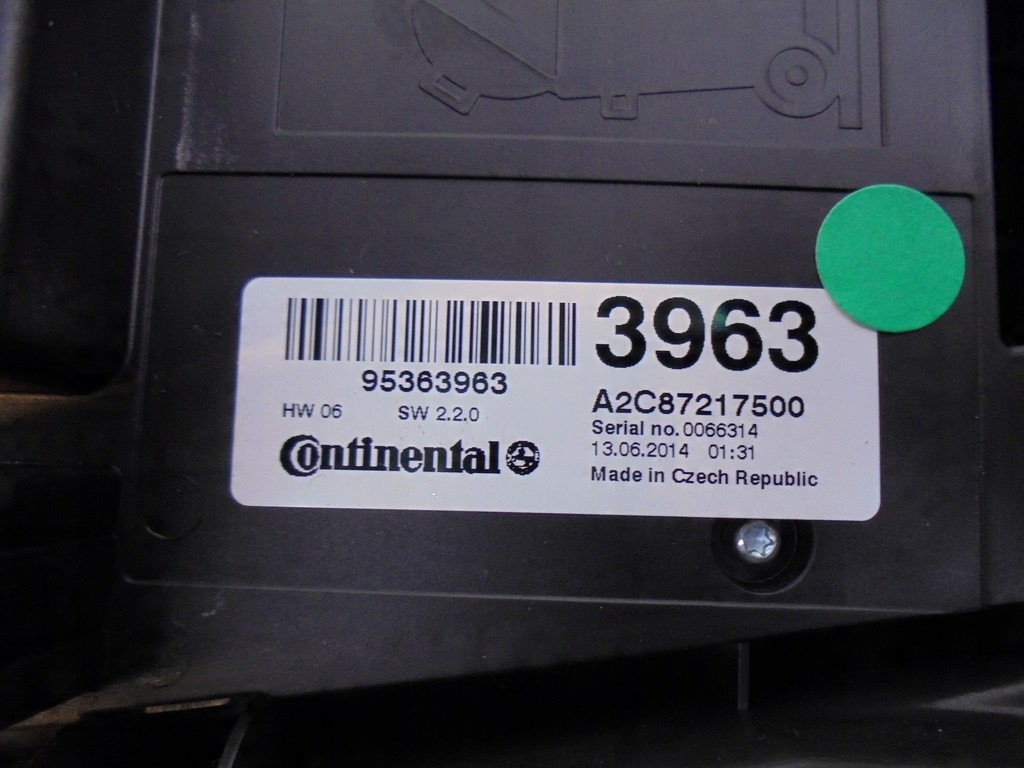 3963
95363963
HW 06 SW 2.2.0
Continental
A2C87217500
Serial no. 0066314
13.06.2014 01:31
Made in Czech Republic